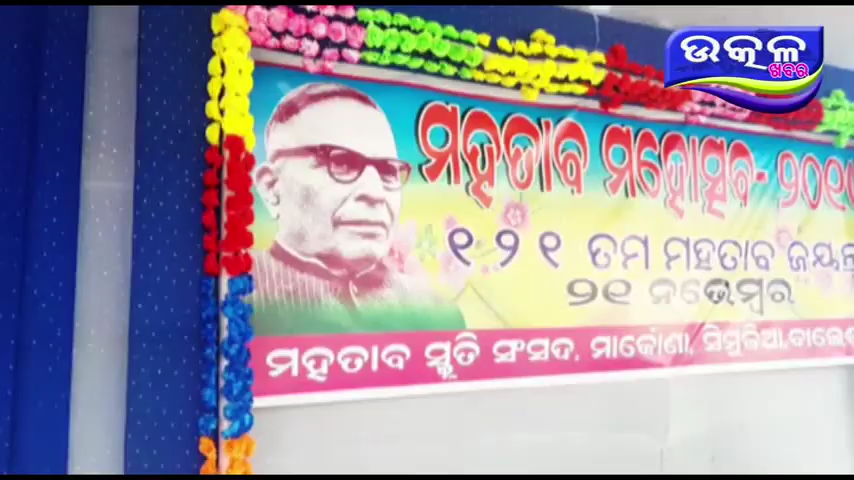 ଉତ୍କଳ
ଖବର
ମହତାବ ମହୋତ୍ସବ-
୧୨୧ ତମ ମହତାବ ଜୟନ୍ତୀ
୨୧ ନଭେମ୍ବର
ମହତାବ ସ୍ମୃତି ସଂସଦ, ମାର୍କୋଣା, ସିମୁଳିଆ, ବାଲେଶ